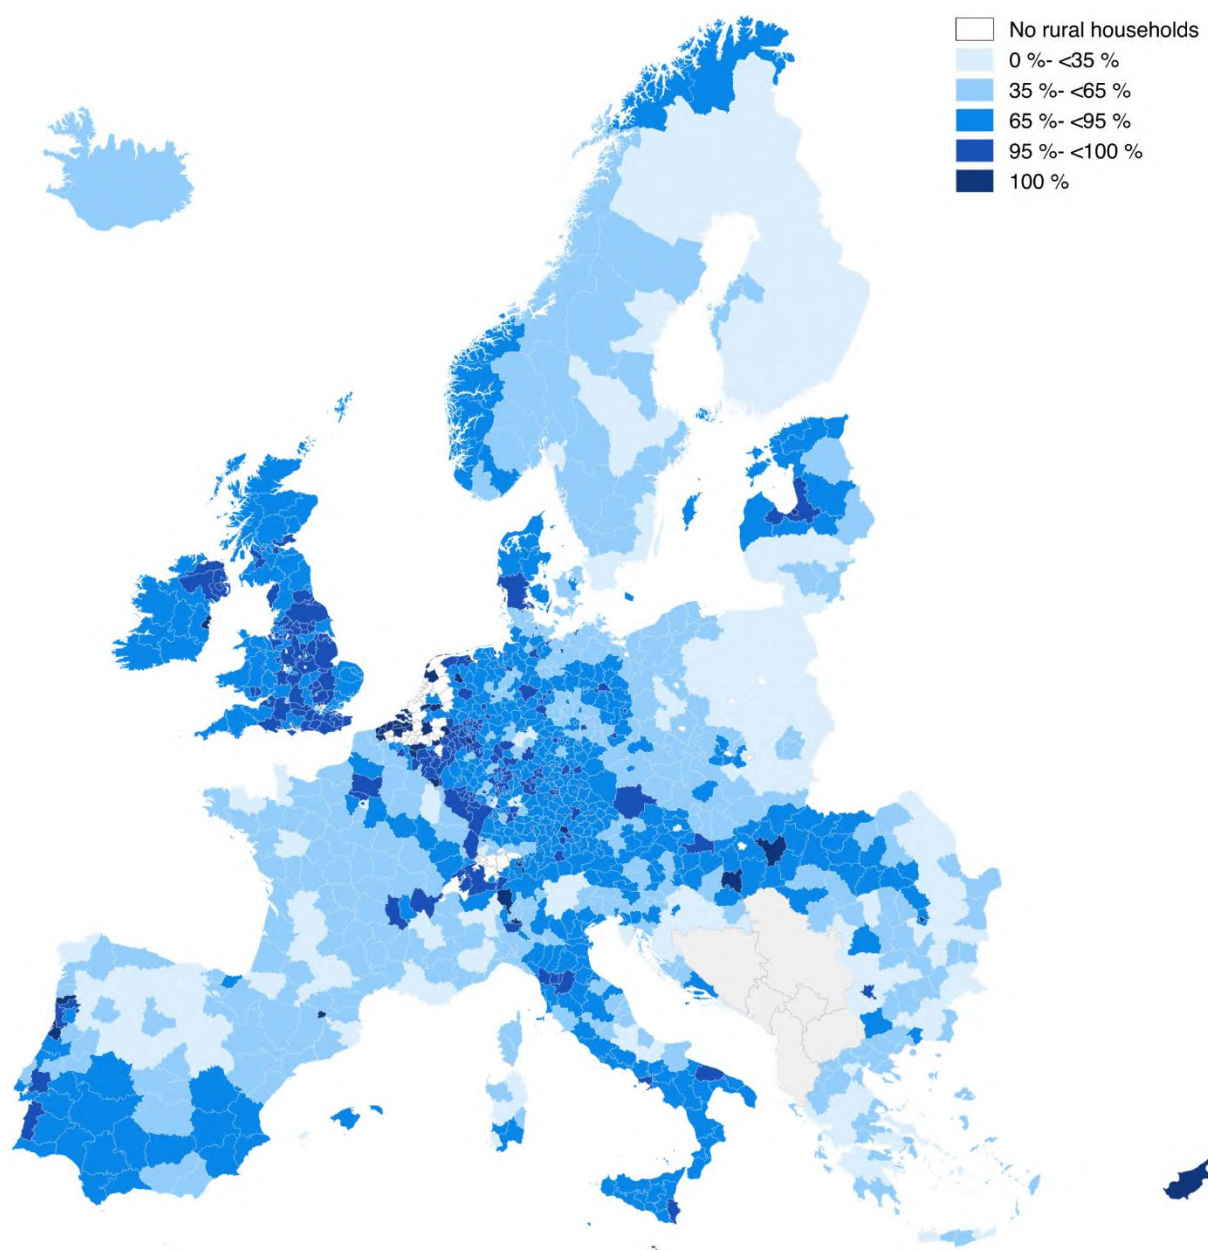 No rural households
0 %- <35 %
35 %- <65 %
65 %- <95 %
95 %- <100 %
100 %